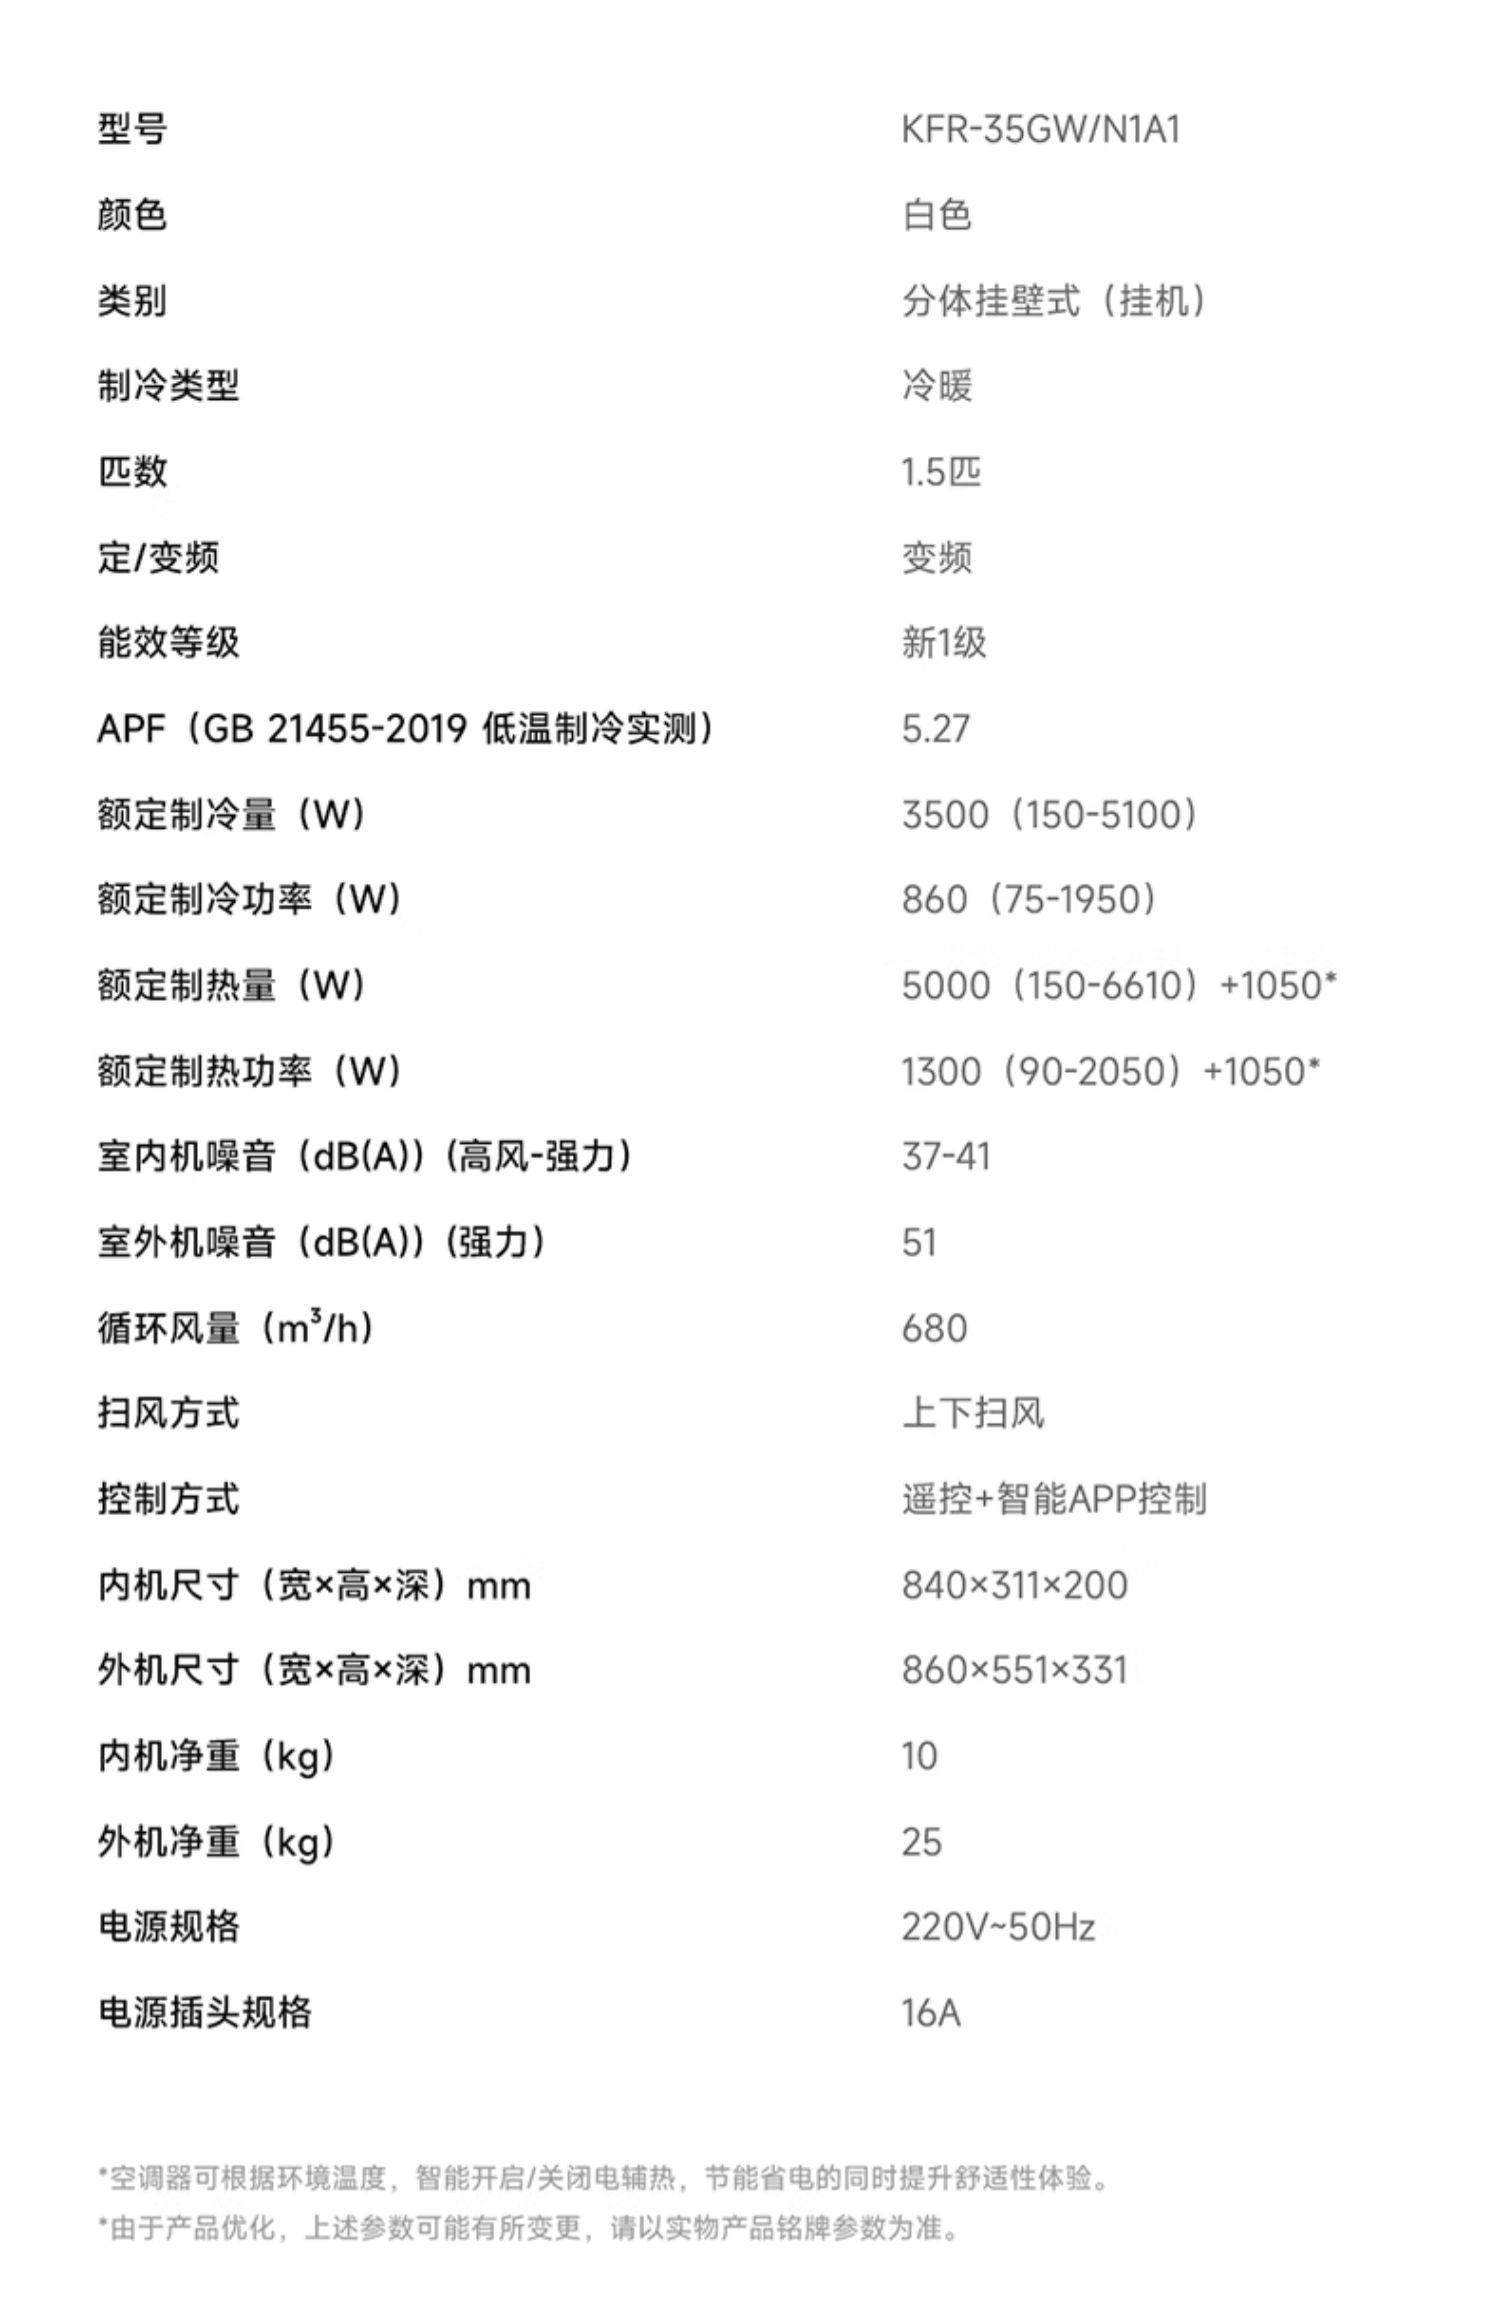 型号 KFR-35GW/N1A1
颜色 白色
类别 分体挂壁式（挂机）
制冷类型 冷暖
匹数 1.5匹
定/变频 变频
能效等级 新1级
APF（GB 21455-2019 低温制冷实测） 5.27
额定制冷量（W） 3500（150-5100）
额定制冷功率（W） 860（75-1950）
额定制热量（W） 5000（150-6610）+1050*
额定制热功率（W） 1300（90-2050）+1050*
室内机噪音（dB(A)）(高风-强力） 37-41
室外机噪音（dB(A)）(强力） 51
循环风量（m³/h） 680
扫风方式 上下扫风
控制方式 遥控+智能APP控制
内机尺寸（宽×高×深）mm 840×311×200
外机尺寸（宽×高×深）mm 860×551×331
内机净重（kg） 10
外机净重（kg） 25
电源规格 220V~50Hz
电源插头规格 16A
*空调器可根据环境温度，智能开启/关闭电辅热，节能省电的同时提升舒适性体验。
*由于产品优化，上述参数可能有所变更，请以实物产品铭牌参数为准。